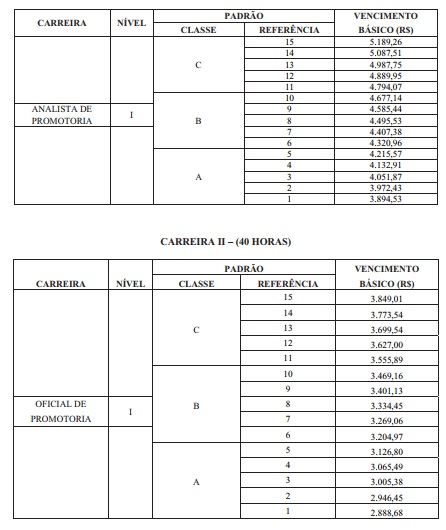 CARREIRA NÍVEL PADRÃO VENCIMENTO BÁSICO (R$)
CLASSE REFERÊNCIA
15 5.189,26
14 5.087,51
C 13 4.987,75
12 4.889,95
11 4.794,07
10 4.677,14
ANALISTA DE PROMOTORIA I 9 4.585,44
B 8 4.495,53
7 4.407,38
6 4.320,96
5 4.215,57
4 4.132,91
A 3 4.051,87
2 3.972,43
1 3.894,53
CARREIRA II – (40 HORAS)
PADRÃO VENCIMENTO
CARREIRA NÍVEL CLASSE REFERÊNCIA BÁSICO (R$)
15 3.849,01
14 3.773,54
C 13 3.699,54
12 3.627,00
11 3.555,89
10 3.469,16
9 3.401,13
OFICIAL DE PROMOTORIA I B 8 3.334,45
7 3.269,06
6 3.204,97
5 3.126,80
4 3.065,49
A 3 3.005,38
2 2.946,45
1 2.888,68